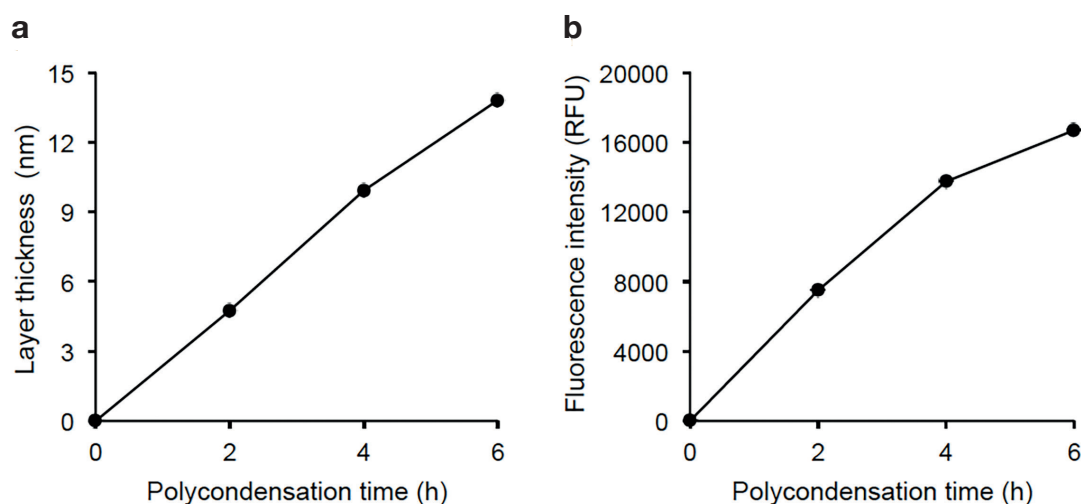 a
15
12
9
6
3
0
Layer thickness (nm)
0 2 4 6
Polycondensation time (h)
b
20000
16000
12000
8000
4000
0
Fluorescence intensity (RFU)
0 2 4 6
Polycondensation time (h)